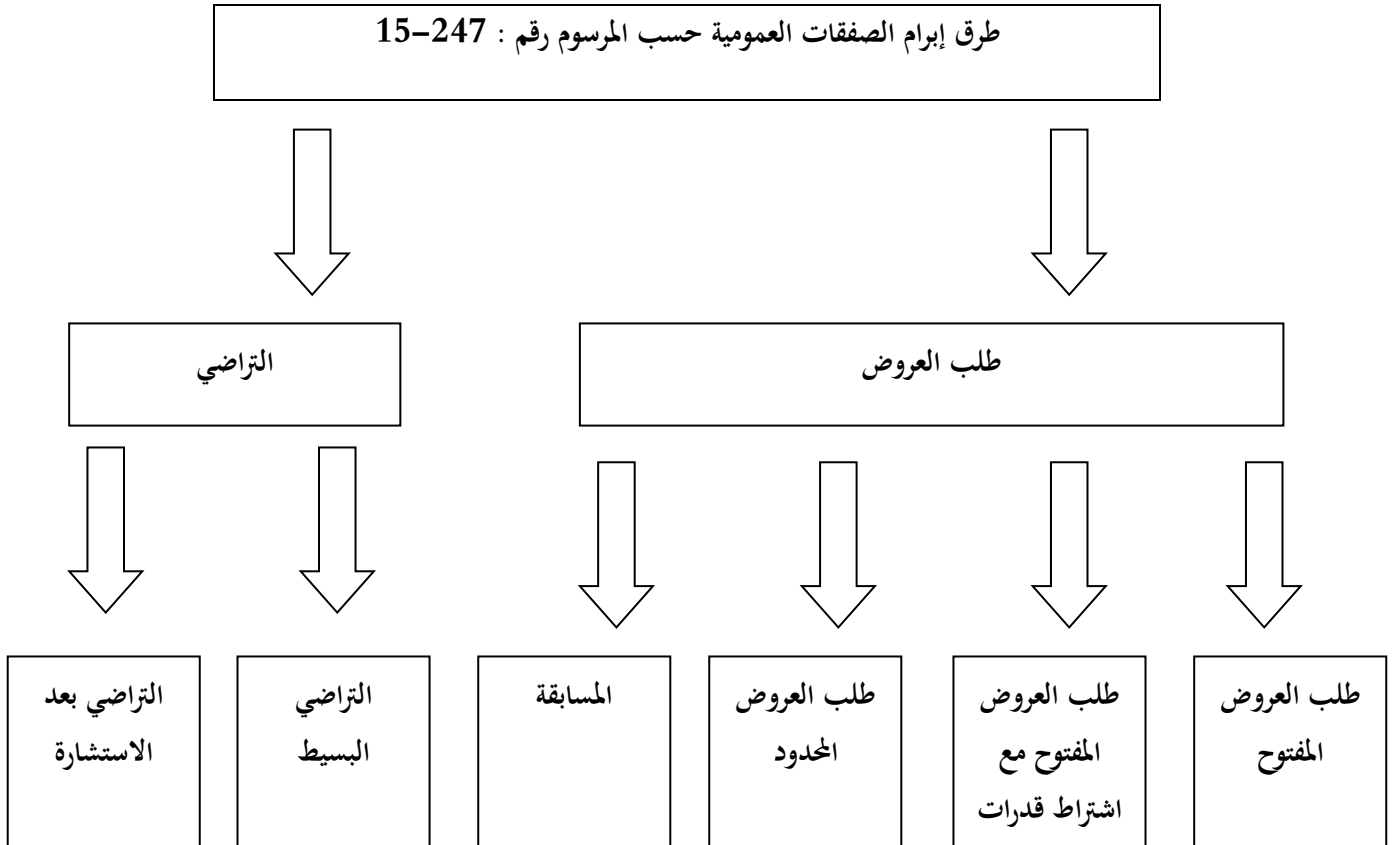 طرق إبرام الصفقات العمومية حسب المرسوم رقم : 247-15
طلب العروض
التراضي
طلب العروض
المفتوح
طلب العروض
المفتوح مع
اشتراط قدرات
طلب العروض
المحدود
المسابقة
التراضي
البسيط
التراضي بعد
الاستشارة